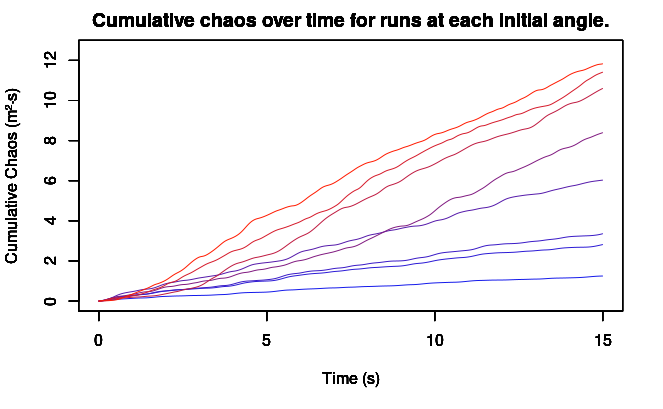 Cumulative chaos over time for runs at each initial angle.
Cumulative Chaos (m²·s)
12
10
8
6
4
2
0
0 5 10 15
Time (s)